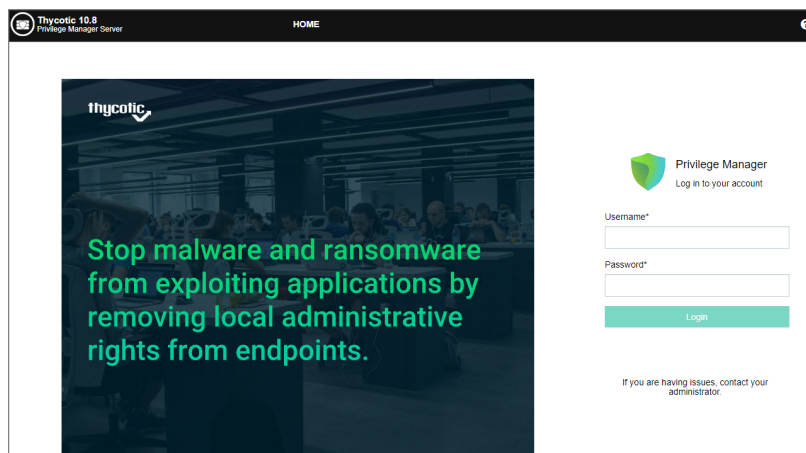 Thycotic 10.8
Privilege Manager Server
HOME
thycotic
Stop malware and ransomware
from exploiting applications by
removing local administrative
rights from endpoints.
Privilege Manager
Log in to your account
Username*
Password*
Login
If you are having issues, contact your
administrator.